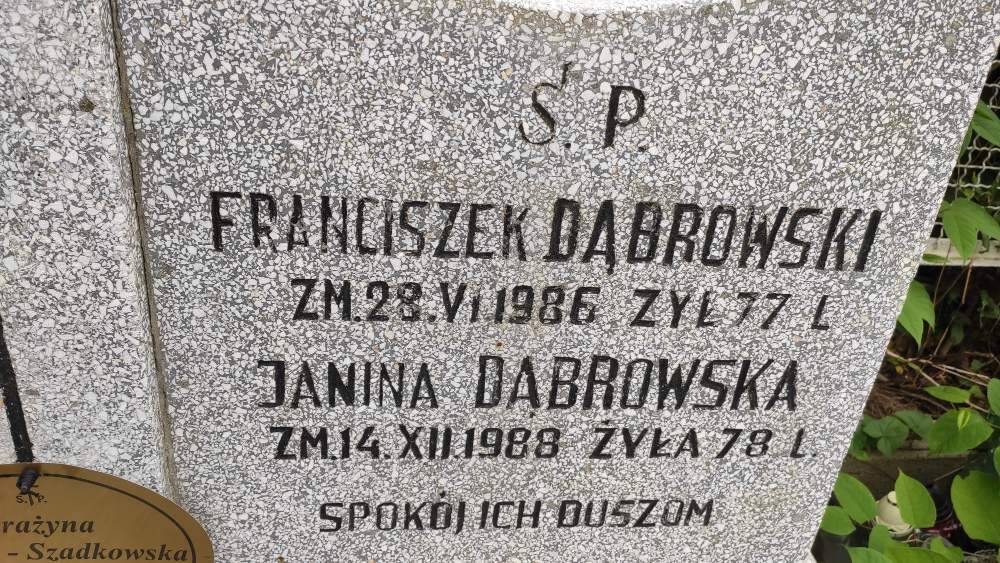 Ś. P.
FRANCISZEK DĄBROWSKI
ZM.28.VI 1986 ŻYŁ 77 L
JANINA DĄBROWSKA
ZM.14.XII.1988 ŻYŁA 78 L.
SPOKÓJ ICH DUSZOM
Ś.P.
- Szadkowska